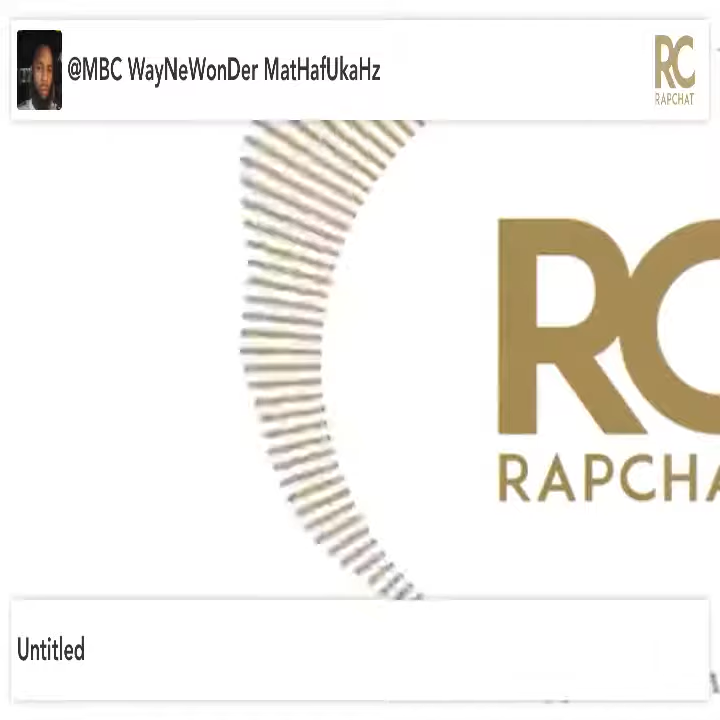 @MBC WayNeWonDer MatHafUkaHz
RC
RAPCHAT
RC
RAPCHA
Untitled